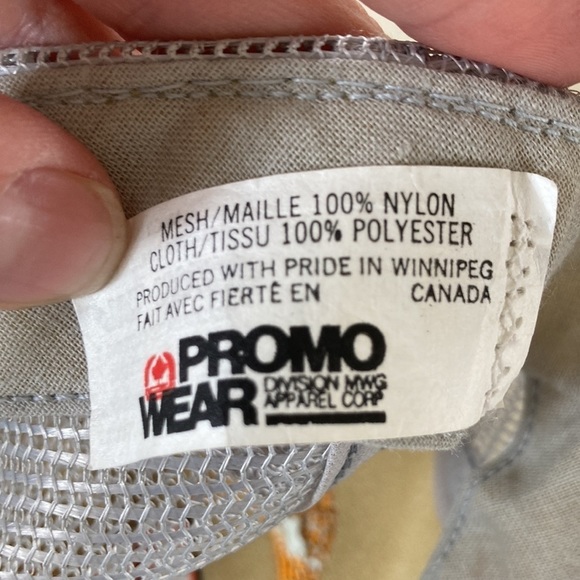 MESH/MAILLE 100% NYLON
CLOTH/TISSU 100% POLYESTER
PRODUCED WITH PRIDE IN WINNIPEG
FAIT AVEC FIERTÉ EN CANADA
PROMO
WEAR DIVISION MWG
APPAREL CORP